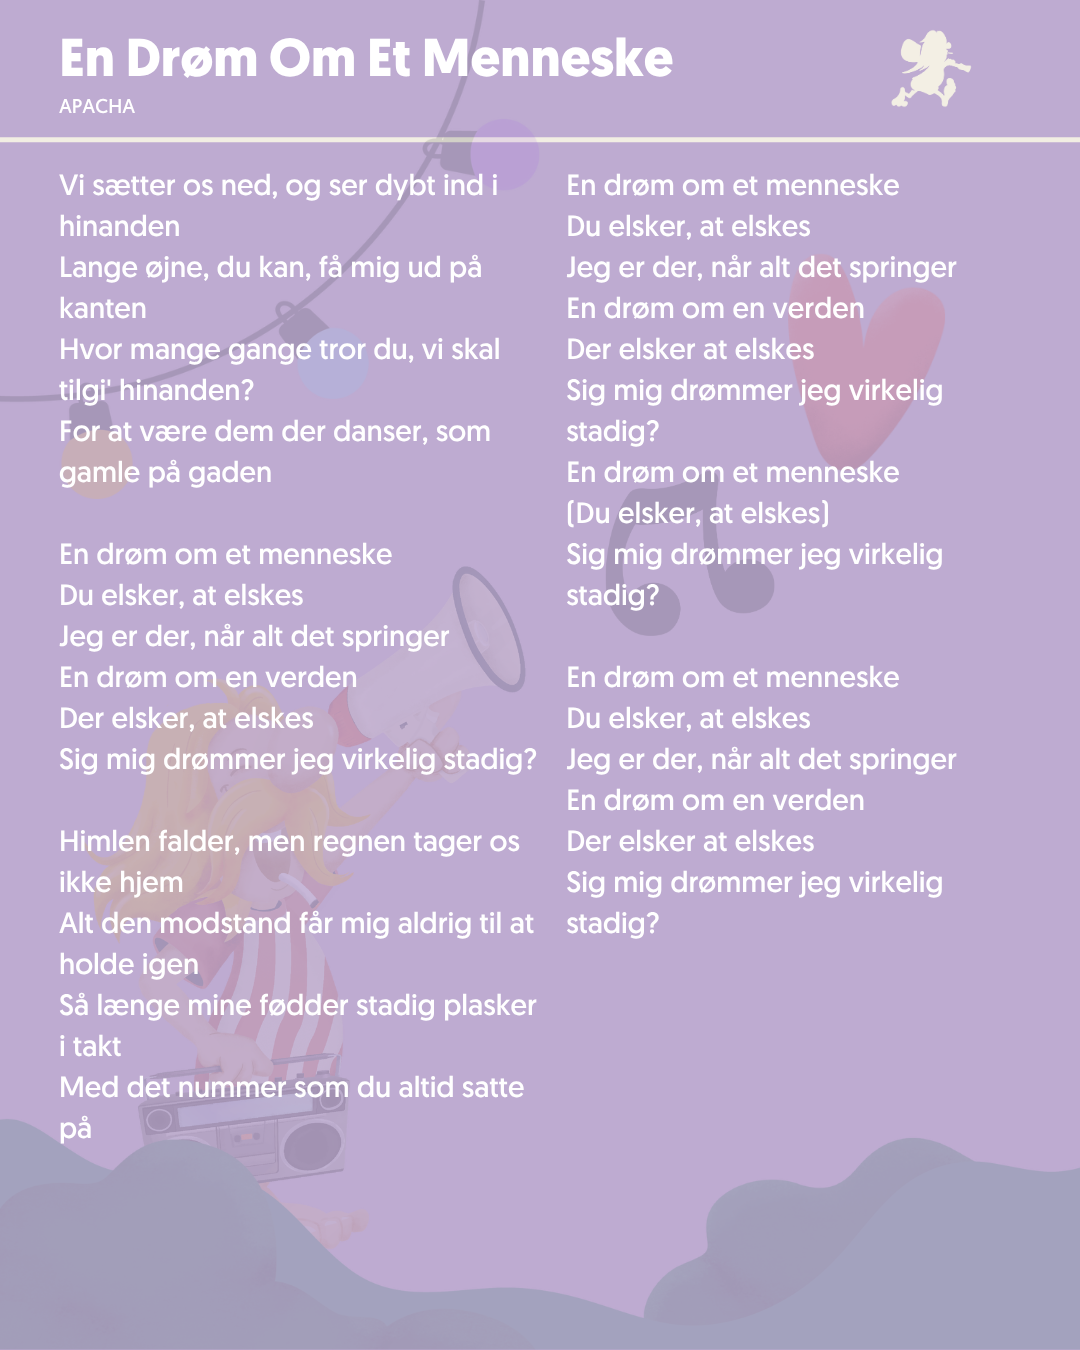 En Drøm Om Et Menneske
APACHA
Vi sætter os ned, og ser dybt ind i
hinanden
Lange øjne, du kan, få mig ud på
kanten
Hvor mange gange tror du, vi skal
tilgi' hinanden?
For at være dem der danser, som
gamle på gaden

En drøm om et menneske
Du elsker, at elskes
Jeg er der, når alt det springer
En drøm om en verden
Der elsker, at elskes
Sig mig drømmer jeg virkelig stadig?

Himlen falder, men regnen tager os
ikke hjem
Alt den modstand får mig aldrig til at
holde igen
Så længe mine fødder stadig plasker
i takt
Med det nummer som du altid satte
på

En drøm om et menneske
Du elsker, at elskes
Jeg er der, når alt det springer
En drøm om en verden
Der elsker at elskes
Sig mig drømmer jeg virkelig
stadig?
En drøm om et menneske
(Du elsker, at elskes)
Sig mig drømmer jeg virkelig
stadig?

En drøm om et menneske
Du elsker, at elskes
Jeg er der, når alt det springer
En drøm om en verden
Der elsker at elskes
Sig mig drømmer jeg virkelig
stadig?